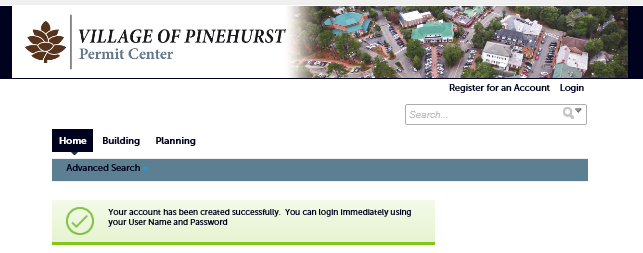 VILLAGE OF PINEHURST
Permit Center
Register for an Account Login
Search...
Home Building Planning
Advanced Search
Your account has been created successfully. You can login immediately using
your User Name and Password